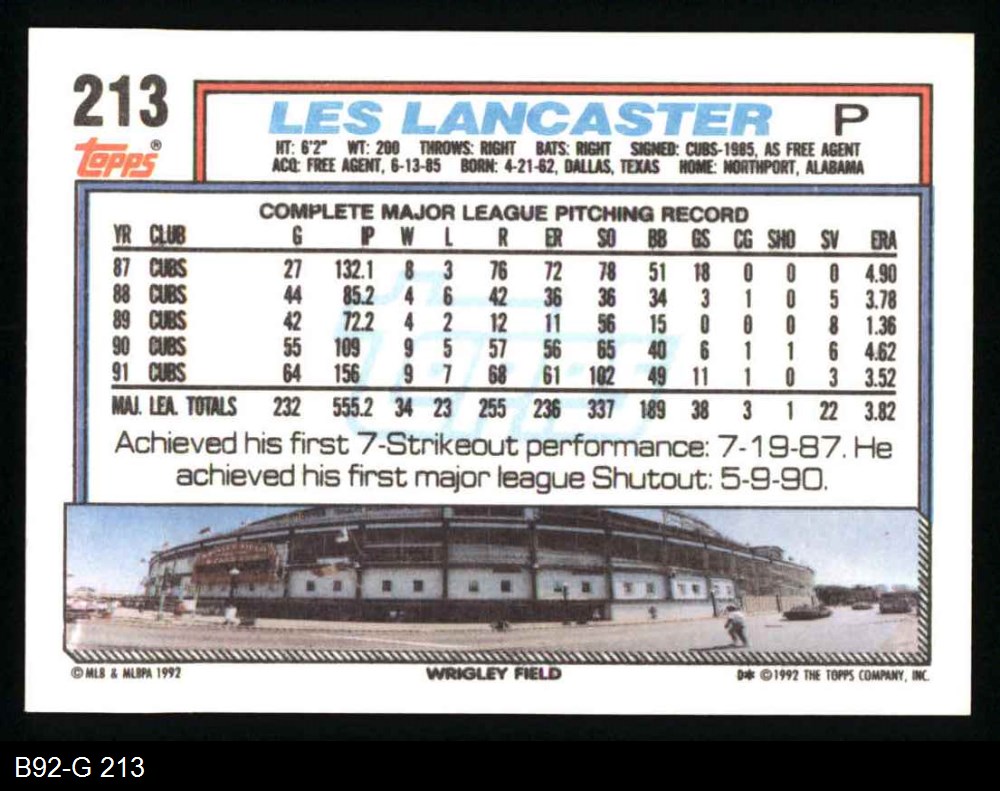 213
Topps®
LES LANCASTER P
HT: 6'2" WT: 200 THROWS: RIGHT BATS: RIGHT SIGNED: CUBS-1985, AS FREE AGENT
ACQ: FREE AGENT, 6-13-85 BORN: 4-21-62, DALLAS, TEXAS HOME: NORTHPORT, ALABAMA
COMPLETE MAJOR LEAGUE PITCHING RECORD
YR CLUB G IP W L R ER SO BB GS CG SHO SV ERA
87 CUBS 27 132.1 8 3 76 72 78 51 18 0 0 0 4.90
88 CUBS 44 85.2 4 6 42 36 36 34 3 1 0 5 3.78
89 CUBS 42 72.2 4 2 12 11 56 15 0 0 0 8 1.36
90 CUBS 55 109 9 5 57 56 65 40 6 1 1 6 4.62
91 CUBS 64 156 9 7 68 61 102 49 11 1 0 3 3.52
MAJ. LEA. TOTALS 232 555.2 34 23 255 236 337 189 38 3 1 22 3.82
Achieved his first 7-Strikeout performance: 7-19-87. He
achieved his first major league Shutout: 5-9-90.
© MLB & MLBPA 1992 WRIGLEY FIELD D* ©1992 THE TOPPS COMPANY, INC.
B92-G 213